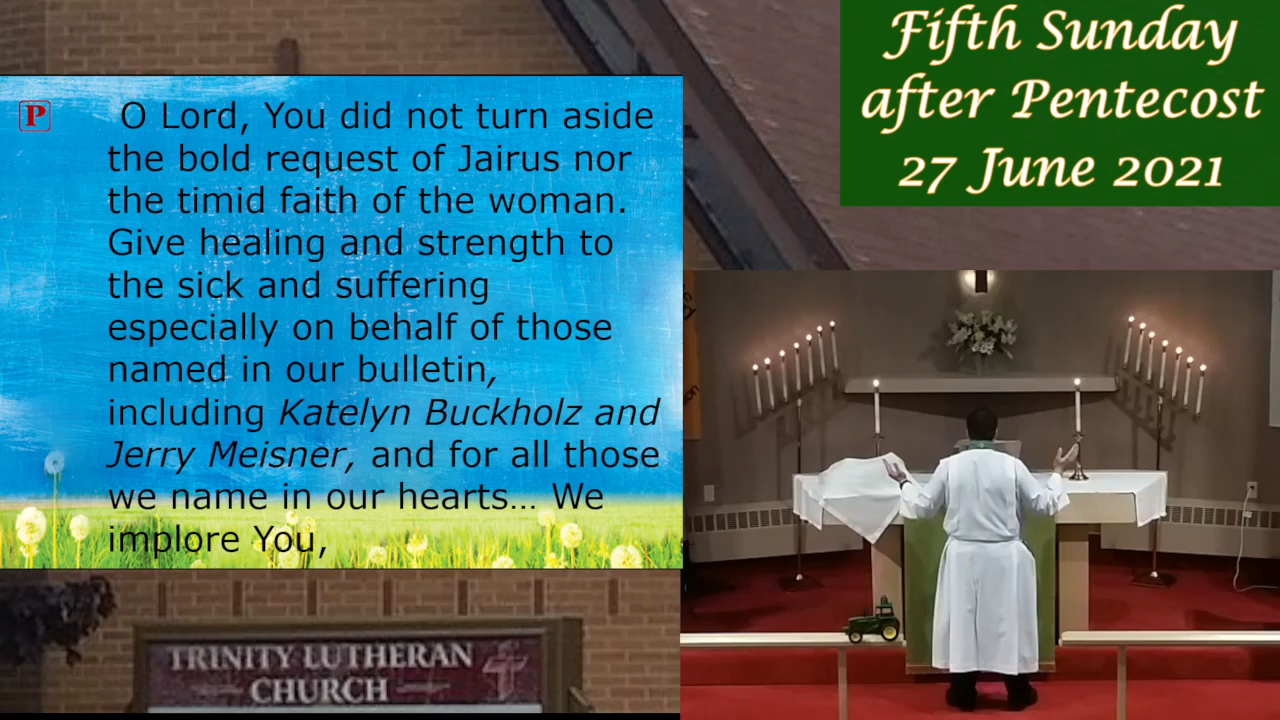 P
O Lord, You did not turn aside
the bold request of Jairus nor
the timid faith of the woman.
Give healing and strength to
the sick and suffering
especially on behalf of those
named in our bulletin,
including Katelyn Buckholz and
Jerry Meisner, and for all those
we name in our hearts... We
implore You,
Fifth Sunday
after Pentecost
27 June 2021
TRINITY LUTHERAN
CHURCH